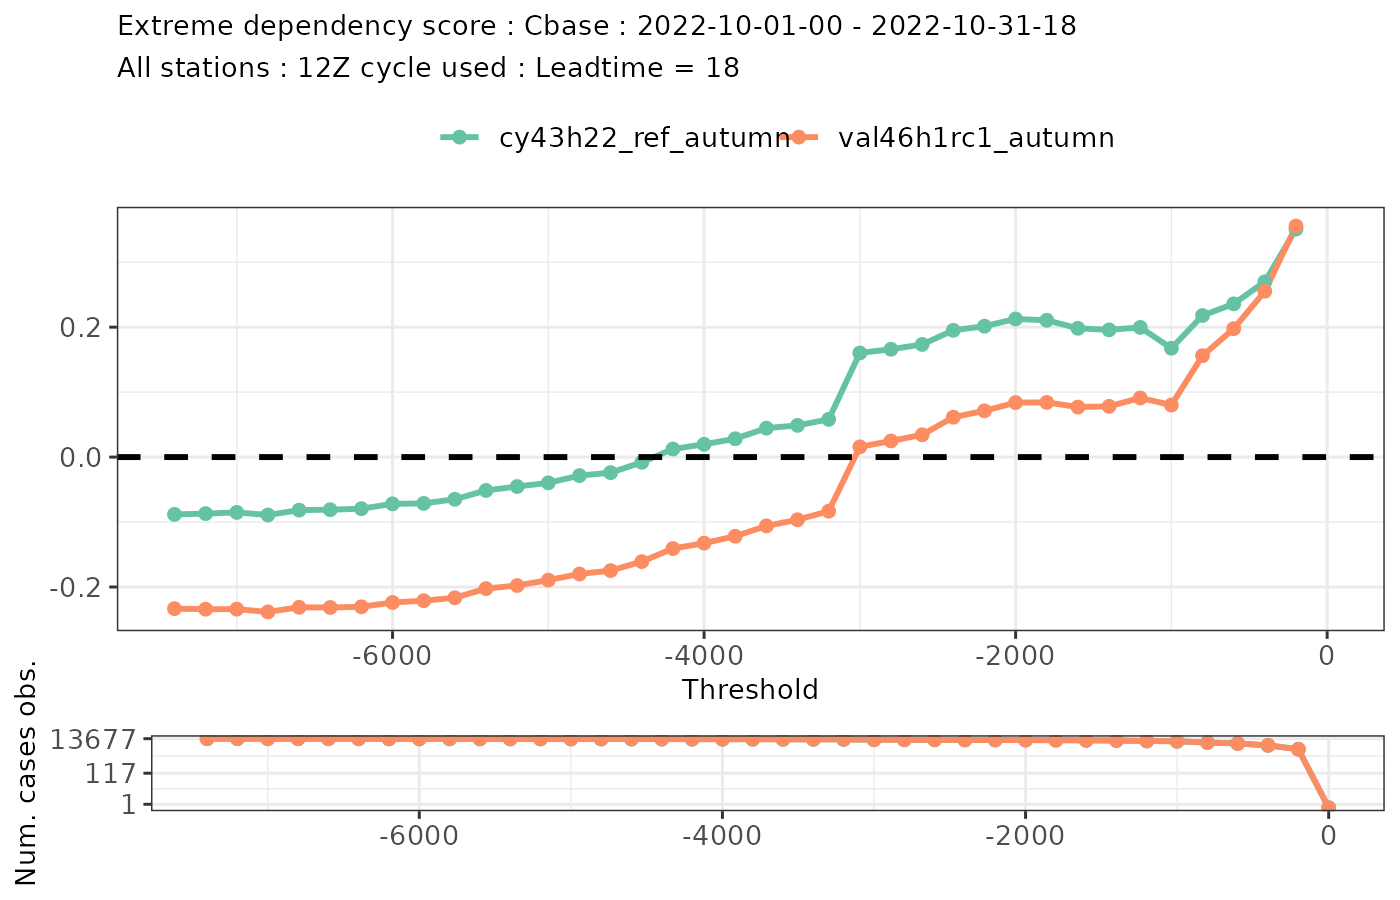 Extreme dependency score : Cbase : 2022-10-01-00 - 2022-10-31-18
All stations : 12Z cycle used : Leadtime = 18
cy43h22_ref_autumn val46h1rc1_autumn
0.2
0.0
-0.2
-6000 -4000 -2000 0
Threshold
Num. cases obs.
13677
117
1
-6000 -4000 -2000 0